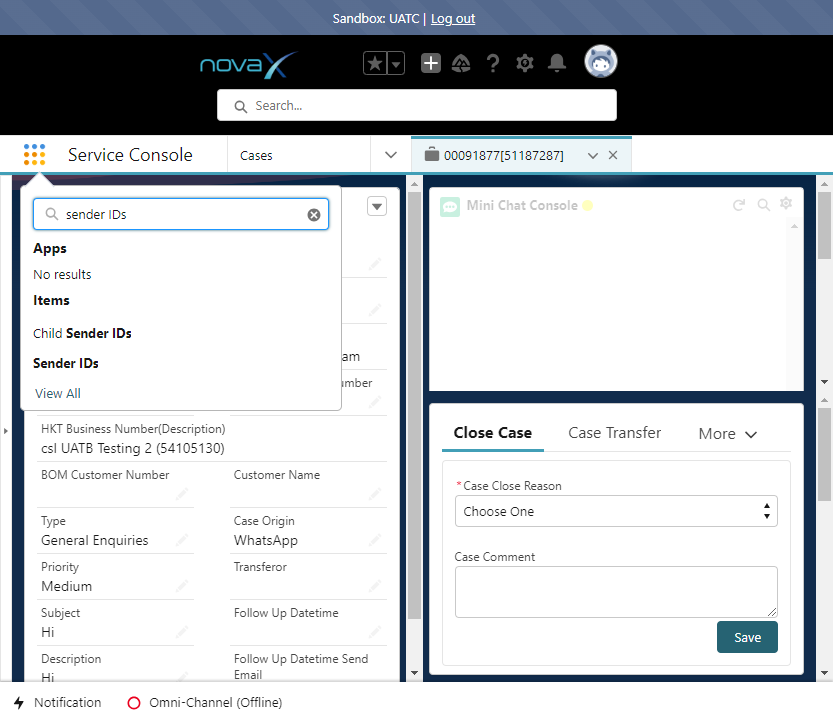 Sandbox: UATC | Log out
novaX
Search...
Service Console
Cases
00091877[51187287]
sender IDs
Apps
No results
Items
Child Sender IDs
Sender IDs
View All
am
HKT Business Number(Description)
csl UATB Testing 2 (54105130)
BOM Customer Number
Customer Name
Type
General Enquiries
Case Origin
WhatsApp
Priority
Medium
Transferor
Subject
Hi
Follow Up Datetime
Description
Hi
Follow Up Datetime Send
Email
Mini Chat Console
Close Case
Case Transfer
More
*Case Close Reason
Choose One
Case Comment
Save
Notification
Omni-Channel (Offline)